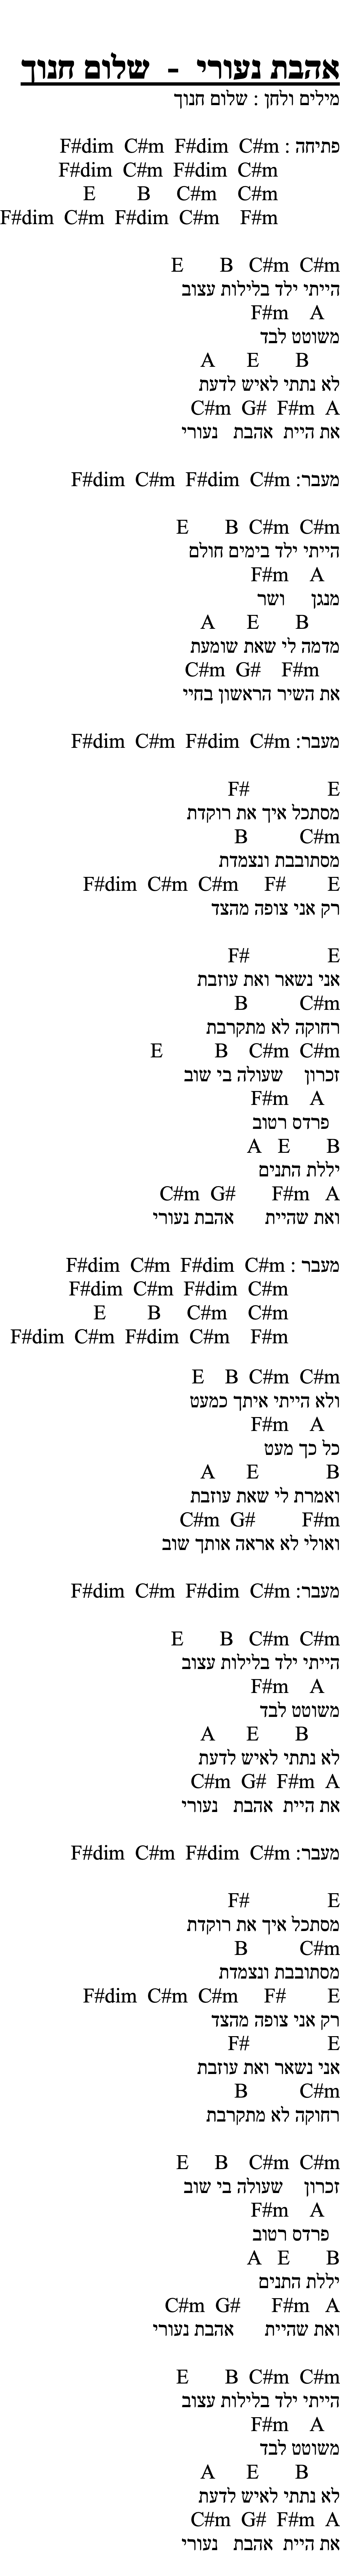 אהבת נעורי - שלום חנוך
מילים ולחן : שלום חנוך
פתיחה : F#dim C#m F#dim C#m
F#dim C#m F#dim C#m
E B C#m C#m
F#dim C#m F#dim C#m F#m
E B C#m C#m
הייתי ילד בלילות עצוב
F#m A
משוטט לבד
A E B
לא נתתי לאיש לדעת
C#m G# F#m A
את היית אהבת נעורי
מעבר: F#dim C#m F#dim C#m
E B C#m C#m
הייתי ילד בימים חולם
F#m A
מנגן ושר
A E B
מדמה לי שאת שומעת
C#m G# F#m
את השיר הראשון בחיי
מעבר: F#dim C#m F#dim C#m
F# E
מסתכל איך את רוקדת
B C#m
מסתובבת ונצמדת
F#dim C#m C#m F# E
רק אני צופה מהצד
F# E
אני נשאר ואת עוזבת
B C#m
רחוקה לא מתקרבת
E B C#m C#m
זכרון שעולה בי שוב
F#m A
פרדס רטוב
A E B
יללת התנים
C#m G# F#m A
ואת שהיית אהבת נעורי
מעבר : F#dim C#m F#dim C#m
F#dim C#m F#dim C#m
E B C#m C#m
F#dim C#m F#dim C#m F#m
E B C#m C#m
ולא הייתי איתך כמעט
F#m A
כל כך מעט
A E B
ואמרת לי שאת עוזבת
C#m G# F#m
ואולי לא אראה אותך שוב
מעבר: F#dim C#m F#dim C#m
E B C#m C#m
הייתי ילד בלילות עצוב
F#m A
משוטט לבד
A E B
לא נתתי לאיש לדעת
C#m G# F#m A
את היית אהבת נעורי
מעבר: F#dim C#m F#dim C#m
F# E
מסתכל איך את רוקדת
B C#m
מסתובבת ונצמדת
F#dim C#m C#m F# E
רק אני צופה מהצד
F# E
אני נשאר ואת עוזבת
B C#m
רחוקה לא מתקרבת
E B C#m C#m
זכרון שעולה בי שוב
F#m A
פרדס רטוב
A E B
יללת התנים
C#m G# F#m A
ואת שהיית אהבת נעורי
E B C#m C#m
הייתי ילד בלילות עצוב
F#m A
משוטט לבד
A E B
לא נתתי לאיש לדעת
C#m G# F#m A
את היית אהבת נעורי